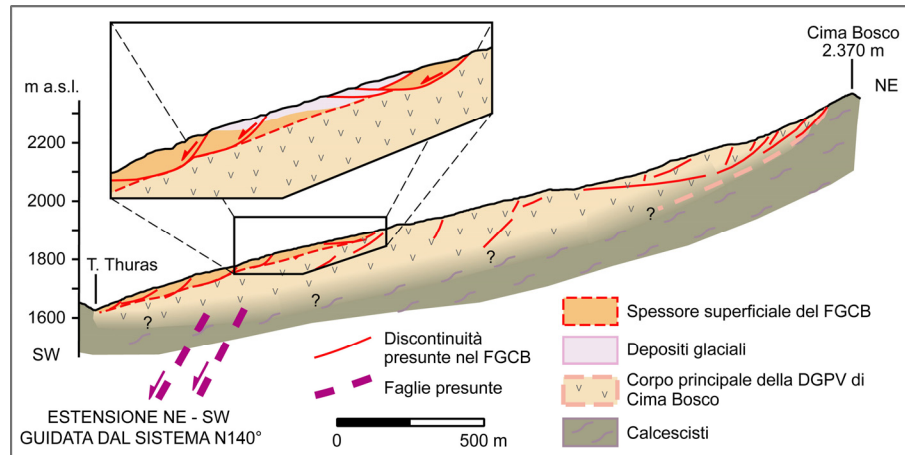 Cima Bosco
2.370 m
NE
m a.s.l.
2200
2000
1800
1600
SW
T. Thuras
?
?
?
?
ESTENSIONE NE - SW
GUIDATA DAL SISTEMA N140°
Discontinuità
presunte nel FGCB
Faglie presunte
0
500 m
Spessore superficiale del FGCB
Depositi glaciali
Corpo principale della DGPV di
Cima Bosco
Calcescisti